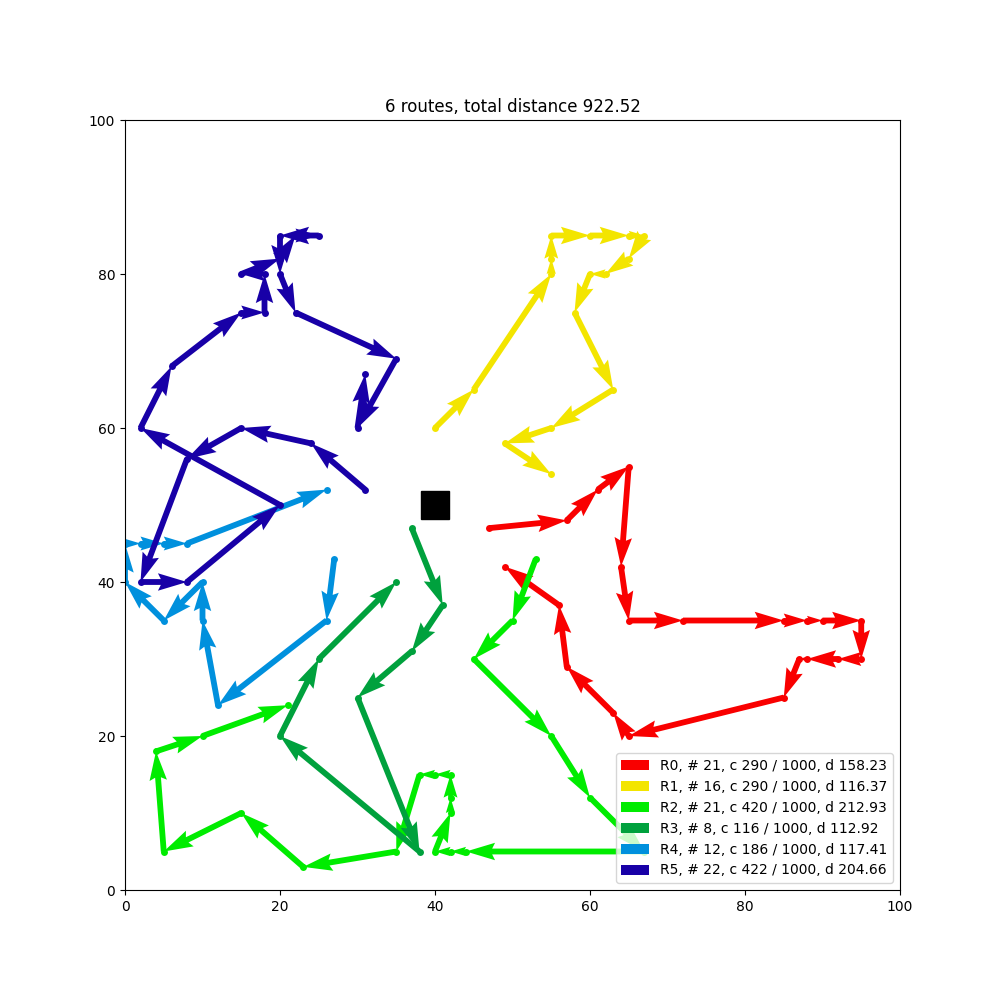 6 routes, total distance 922.52
100
80
60
40
20
0
0 20 40 60 80 100
R0, # 21, c 290 / 1000, d 158.23
R1, # 16, c 290 / 1000, d 116.37
R2, # 21, c 420 / 1000, d 212.93
R3, # 8, c 116 / 1000, d 112.92
R4, # 12, c 186 / 1000, d 117.41
R5, # 22, c 422 / 1000, d 204.66